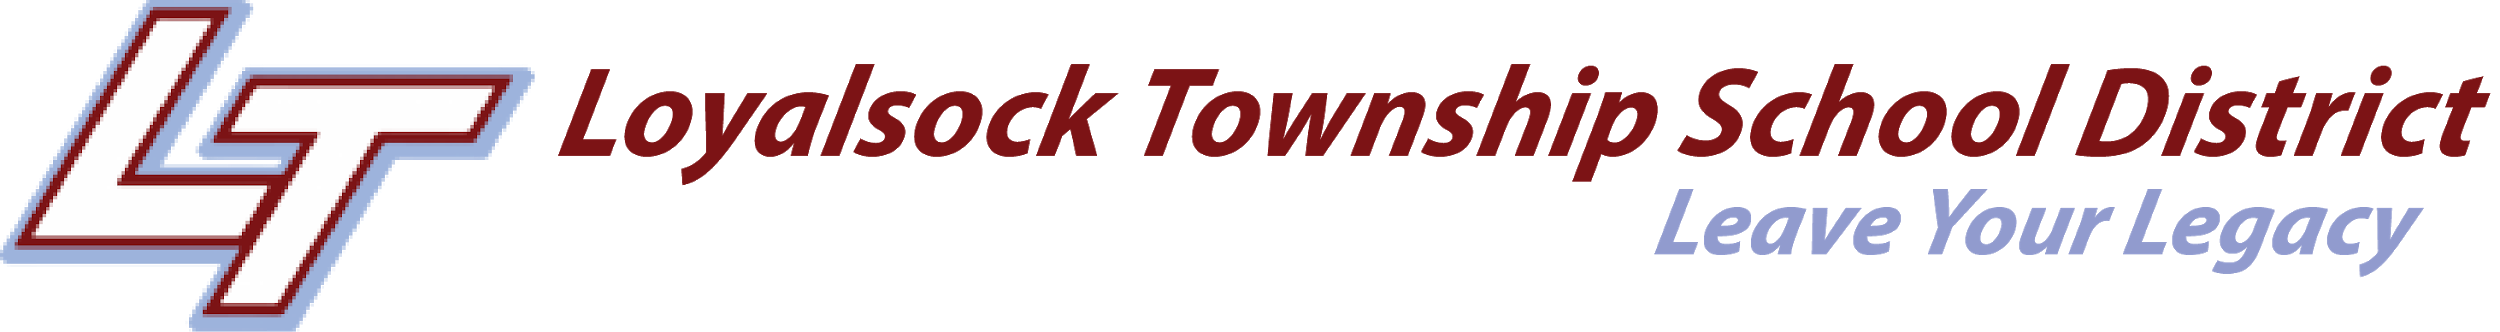 LT
Loyalsock Township School District
Leave Your Legacy